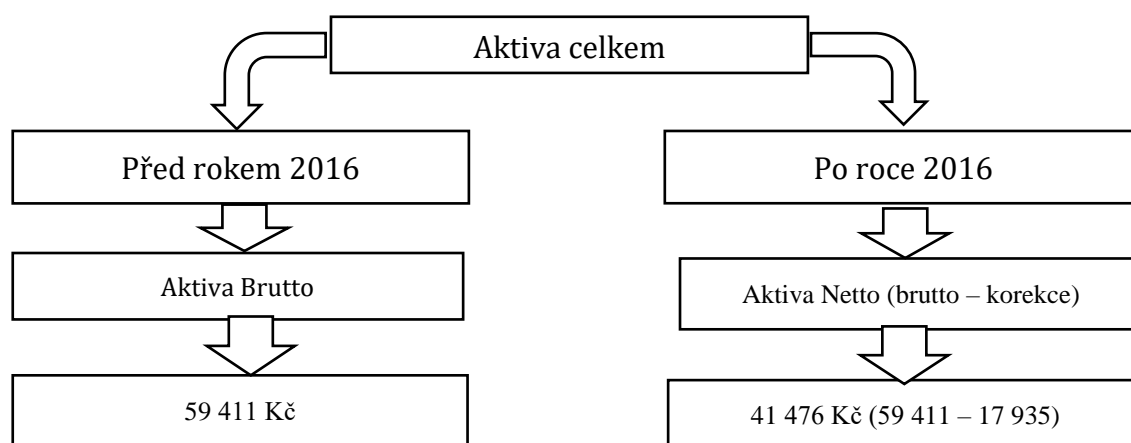 Aktiva celkem
Před rokem 2016
Po roce 2016
Aktiva Brutto
Aktiva Netto (brutto – korekce)
59 411 Kč
41 476 Kč (59 411 – 17 935)